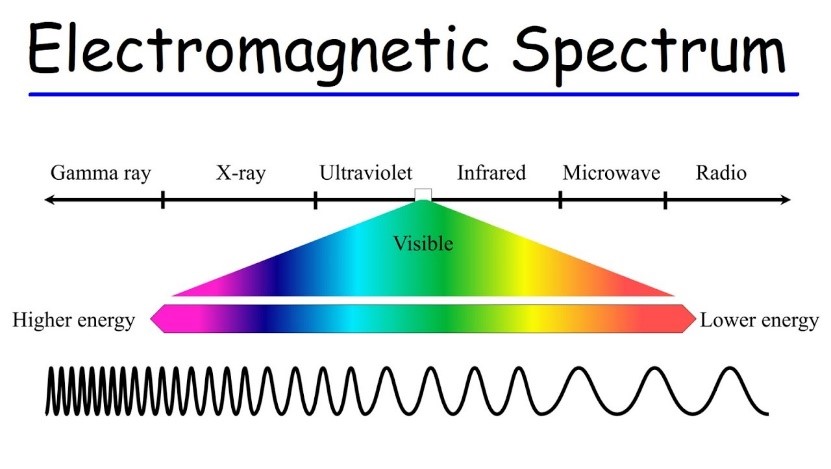 Electromagnetic Spectrum
Gamma ray X-ray Ultraviolet Infrared Microwave Radio
Visible
Higher energy Lower energy